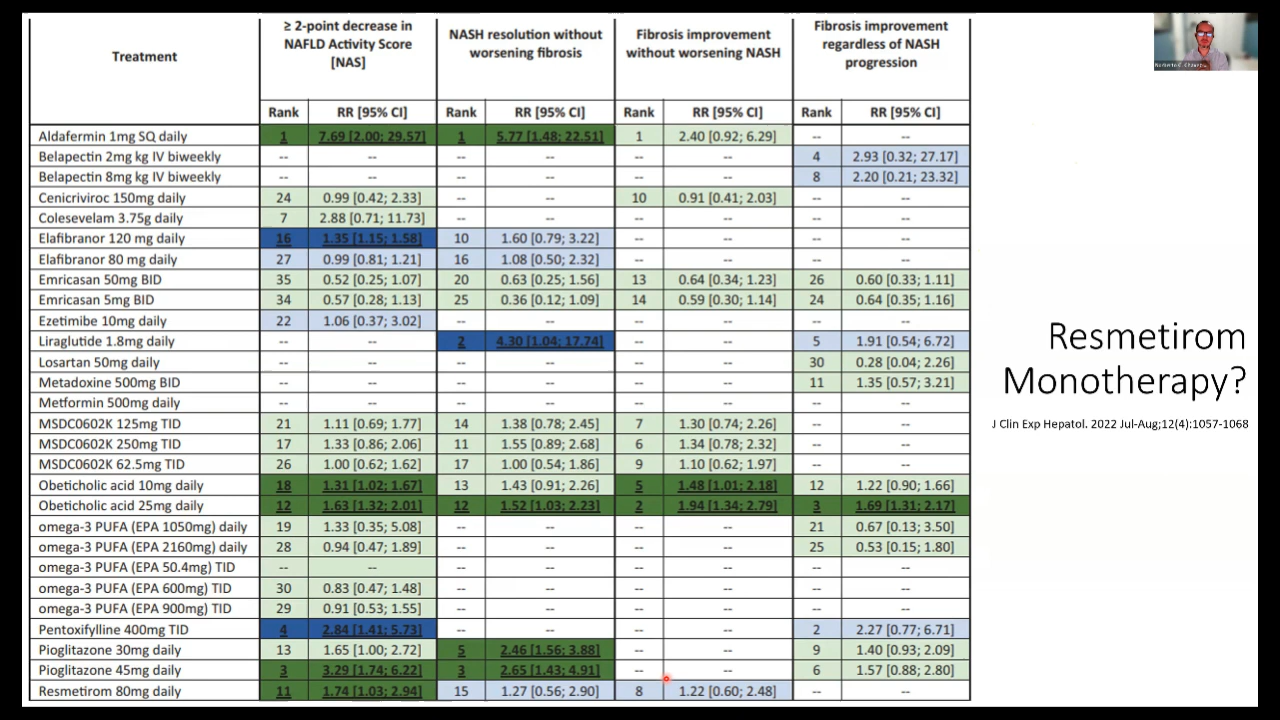 Treatment
≥ 2-point decrease in
NAFLD Activity Score
[NAS]
NASH resolution without
worsening fibrosis
Fibrosis improvement
without worsening NASH
Fibrosis improvement
regardless of NASH
progression
Rank RR [95% CI] Rank RR [95% CI] Rank RR [95% CI] Rank RR [95% CI]
Aldafermin 1mg SQ daily 1 7.69 [2.00; 29.57] 1 5.77 [1.48; 22.51] 1 2.40 [0.92; 6.29] -- --
Belapectin 2mg kg IV biweekly -- -- -- -- -- -- 4 2.93 [0.32; 27.17]
Belapectin 8mg kg IV biweekly -- -- -- -- -- -- 8 2.20 [0.21; 23.32]
Cenicriviroc 150mg daily 24 0.99 [0.42; 2.33] -- -- 10 0.91 [0.41; 2.03] -- --
Colesevelam 3.75g daily 7 2.88 [0.71; 11.73] -- -- -- -- -- --
Elafibranor 120 mg daily 16 1.35 [1.15; 1.58] 10 1.60 [0.79; 3.22] -- -- -- --
Elafibranor 80 mg daily 27 0.99 [0.81; 1.21] 16 1.08 [0.50; 2.32] -- -- -- --
Emricasan 50mg BID 35 0.52 [0.25; 1.07] 20 0.63 [0.25; 1.56] 13 0.64 [0.34; 1.23] 26 0.60 [0.33; 1.11]
Emricasan 5mg BID 34 0.57 [0.28; 1.13] 25 0.36 [0.12; 1.09] 14 0.59 [0.30; 1.14] 24 0.64 [0.35; 1.16]
Ezetimibe 10mg daily 22 1.06 [0.37; 3.02] -- -- -- -- -- --
Liraglutide 1.8mg daily -- -- 2 4.30 [1.04; 17.74] -- -- 5 1.91 [0.54; 6.72]
Losartan 50mg daily -- -- -- -- -- -- 30 0.28 [0.04; 2.26]
Metadoxine 500mg BID -- -- -- -- -- -- 11 1.35 [0.57; 3.21]
Metformin 500mg daily -- -- -- -- -- -- -- --
MSDC0602K 125mg TID 21 1.11 [0.69; 1.77] 14 1.38 [0.78; 2.45] 7 1.30 [0.74; 2.26] -- --
MSDC0602K 250mg TID 17 1.33 [0.86; 2.06] 11 1.55 [0.89; 2.68] 6 1.34 [0.78; 2.32] -- --
MSDC0602K 62.5mg TID 26 1.00 [0.62; 1.62] 17 1.00 [0.54; 1.86] 9 1.10 [0.62; 1.97] -- --
Obeticholic acid 10mg daily 18 1.31 [1.02; 1.67] 13 1.43 [0.91; 2.26] 5 1.48 [1.01; 2.18] 12 1.22 [0.90; 1.66]
Obeticholic acid 25mg daily 12 1.63 [1.32; 2.01] 12 1.52 [1.03; 2.23] 2 1.94 [1.34; 2.79] 3 1.69 [1.31; 2.17]
omega-3 PUFA (EPA 1050mg) daily 19 1.33 [0.35; 5.08] -- -- -- -- 21 0.67 [0.13; 3.50]
omega-3 PUFA (EPA 2160mg) daily 28 0.94 [0.47; 1.89] -- -- -- -- 25 0.53 [0.15; 1.80]
omega-3 PUFA (EPA 50.4mg) TID -- -- -- -- -- -- -- --
omega-3 PUFA (EPA 600mg) TID 30 0.83 [0.47; 1.48] -- -- -- -- -- --
omega-3 PUFA (EPA 900mg) TID 29 0.91 [0.53; 1.55] -- -- -- -- -- --
Pentoxifylline 400mg TID 4 2.84 [1.41; 5.73] -- -- -- -- 2 2.27 [0.77; 6.71]
Pioglitazone 30mg daily 13 1.65 [1.00; 2.72] 5 2.46 [1.56; 3.88] -- -- 9 1.40 [0.93; 2.09]
Pioglitazone 45mg daily 3 3.29 [1.74; 6.22] 3 2.65 [1.43; 4.91] -- -- 6 1.57 [0.88; 2.80]
Resmetirom 80mg daily 11 1.74 [1.03; 2.94] 15 1.27 [0.56; 2.90] 8 1.22 [0.60; 2.48] -- --
Resmetirom
Monotherapy?
J Clin Exp Hepatol. 2022 Jul-Aug;12(4):1057-1068